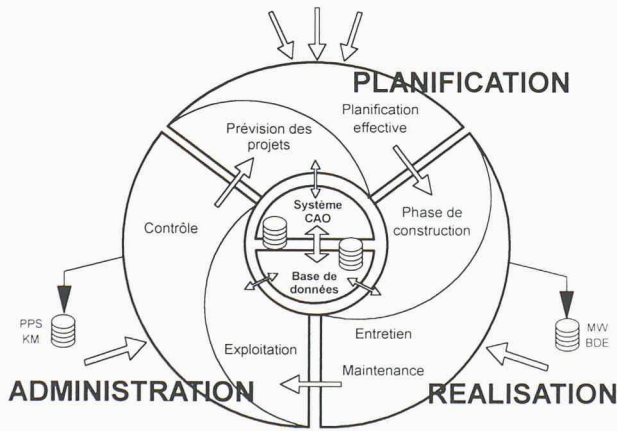 PLANIFICATION
Planification
effective
Prévision des
projets
Système
CAO
Contrôle
Phase de
construction
Base de
données
PPS
KM
MW
BDE
Entretien
Exploitation
Maintenance
ADMINISTRATION
REALISATION